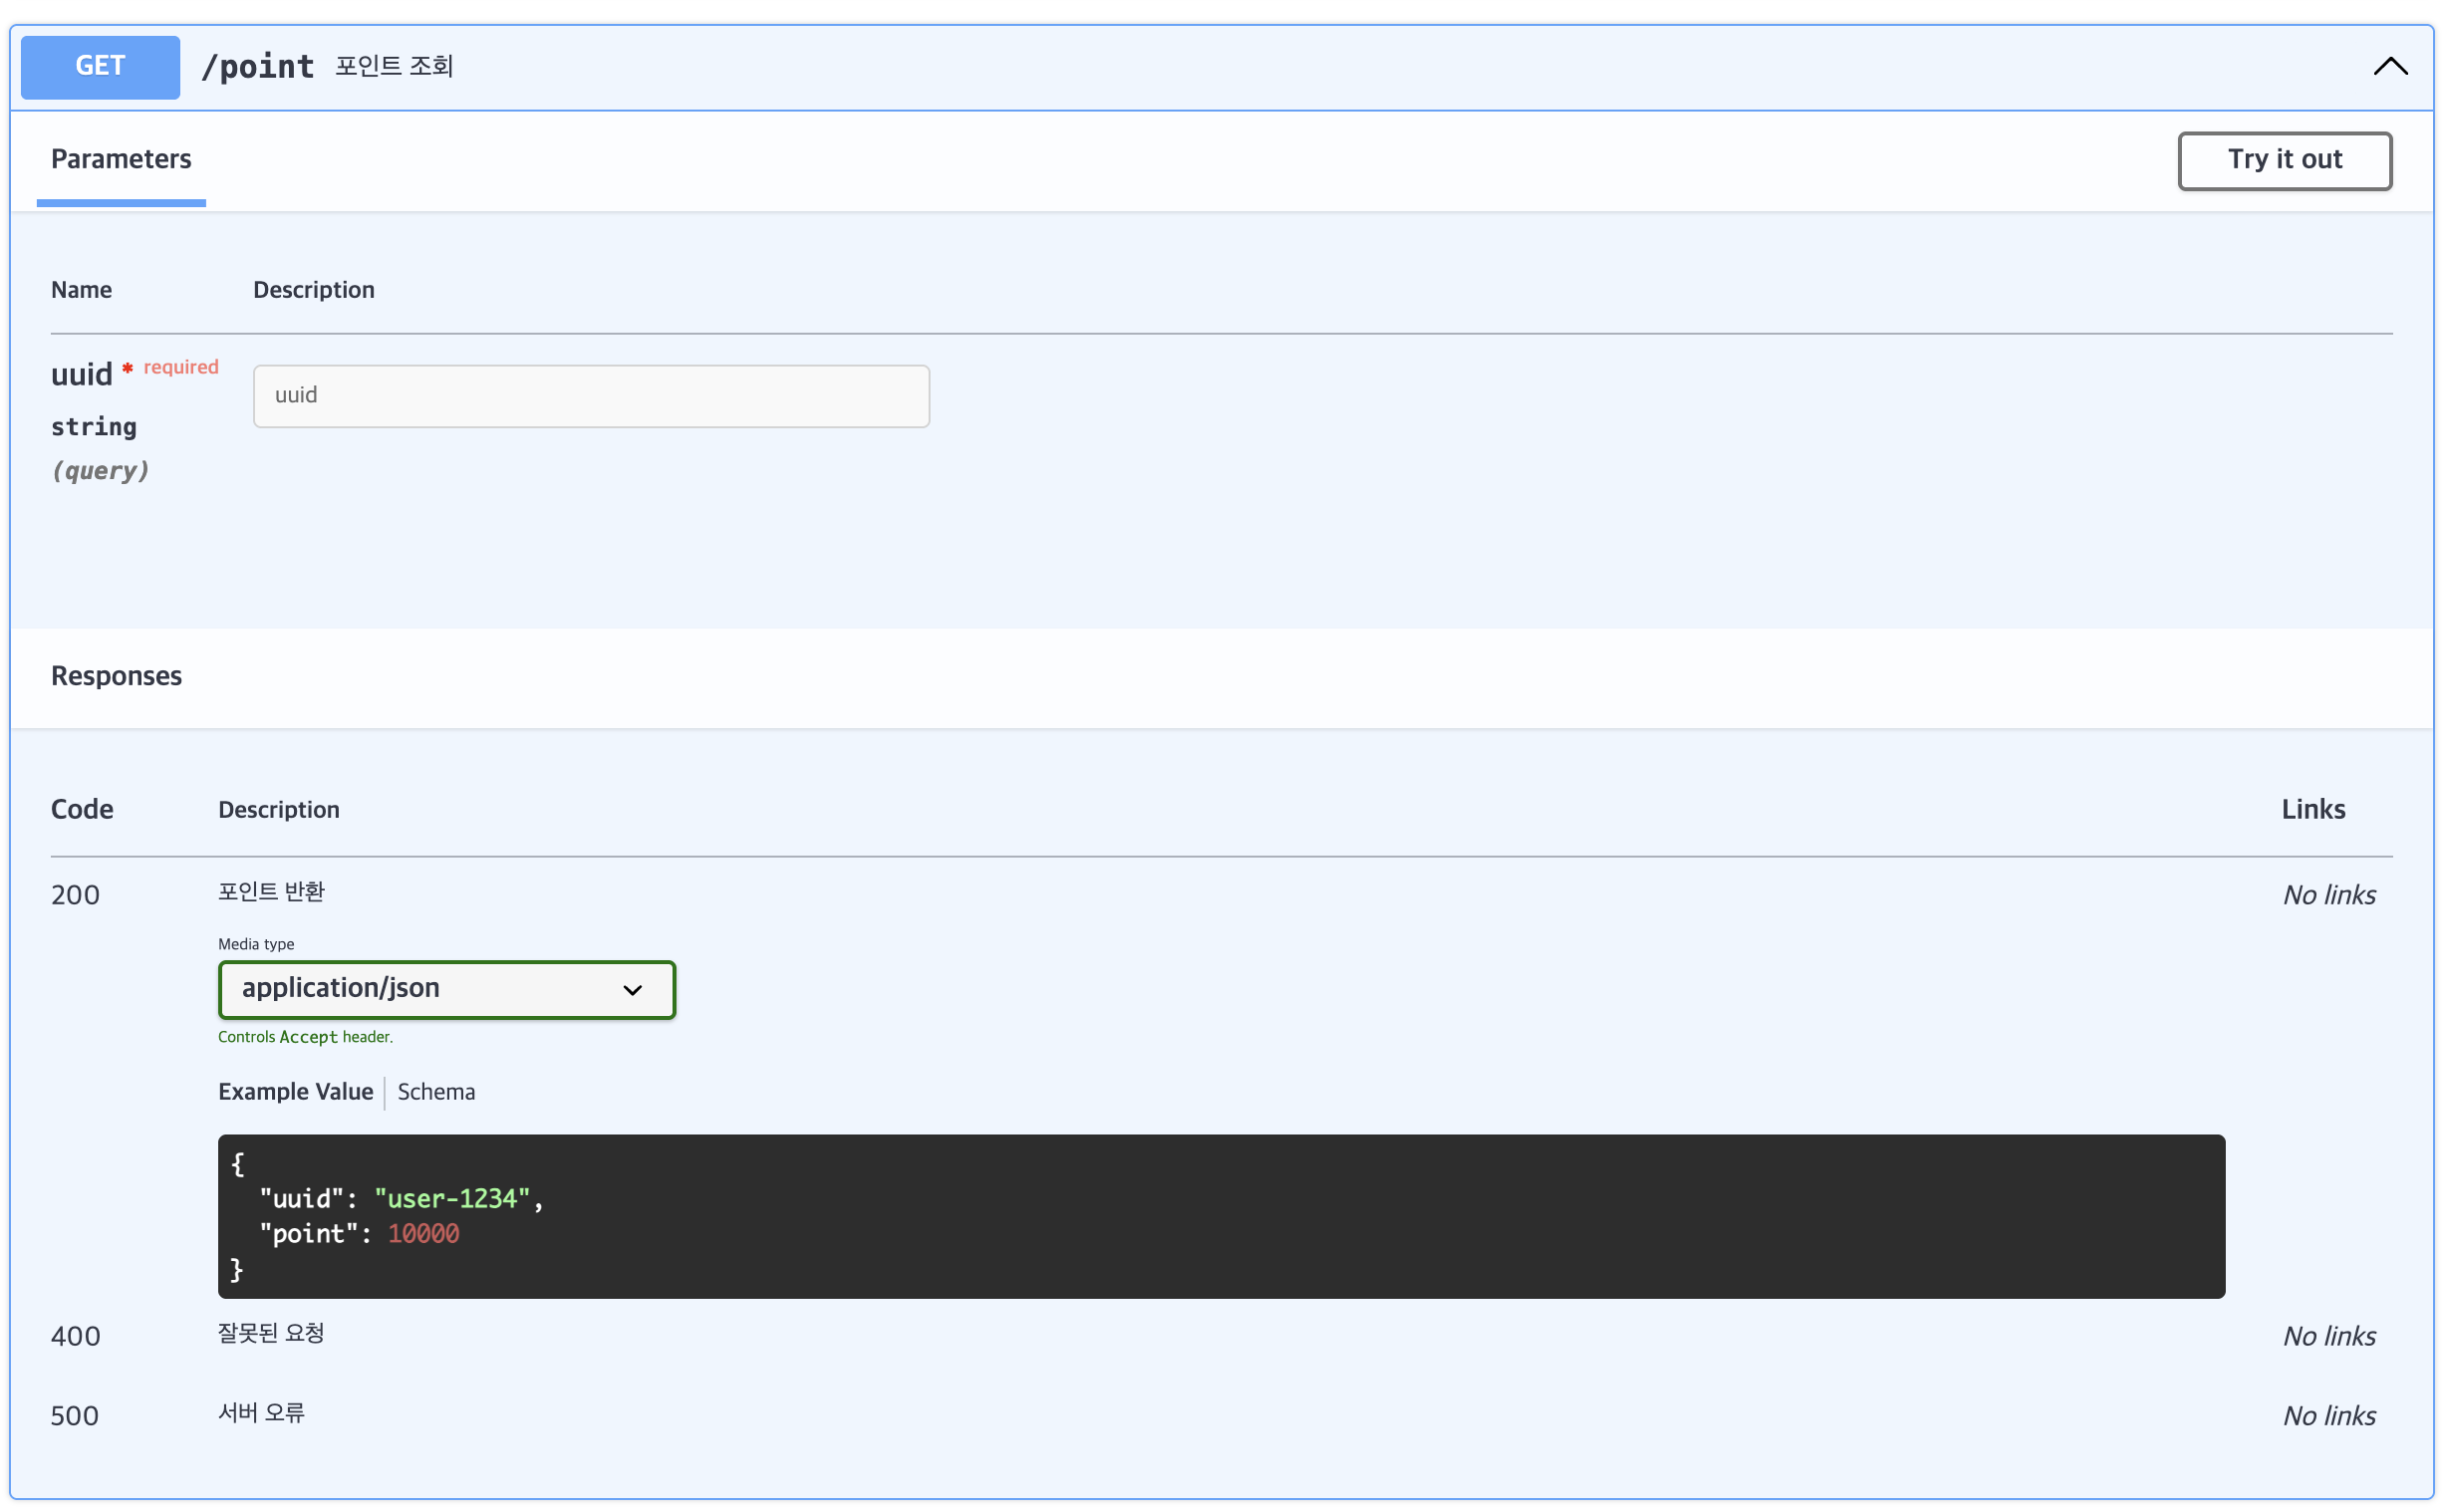 GET /point 포인트 조회
Parameters
Try it out
Name Description
uuid * required
string
(query)
uuid
Responses
Code Description Links
200 포인트 반환 No links
Media type
application/json
Controls Accept header.
Example Value Schema
{
  "uuid": "user-1234",
  "point": 10000
}
400 잘못된 요청 No links
500 서버 오류 No links